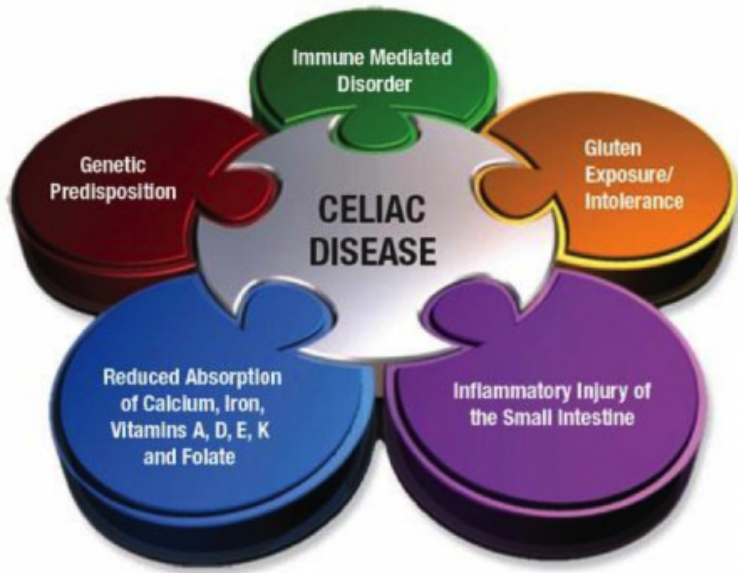 Immune Mediated
Disorder
Genetic
Predisposition
Gluten
Exposure/
Intolerance
CELIAC
DISEASE
Reduced Absorption
of Calcium, Iron,
Vitamins A, D, E, K
and Folate
Inflammatory Injury of
the Small Intestine